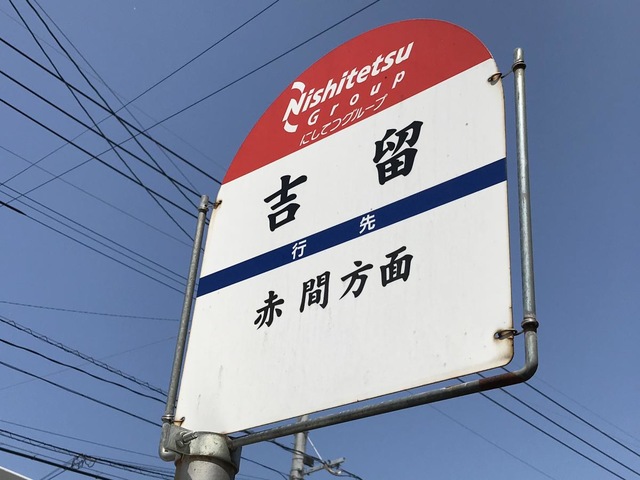 Nishitetsu
Group
にしてつグループ
吉留
行先
赤間方面